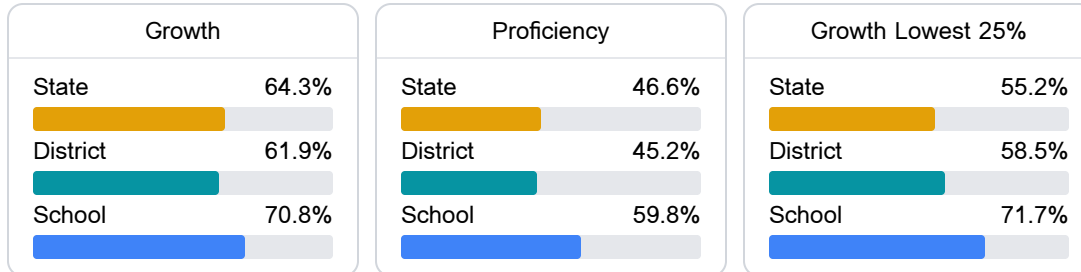 Growth
State 64.3%
District 61.9%
School 70.8%
Proficiency
State 46.6%
District 45.2%
School 59.8%
Growth Lowest 25%
State 55.2%
District 58.5%
School 71.7%